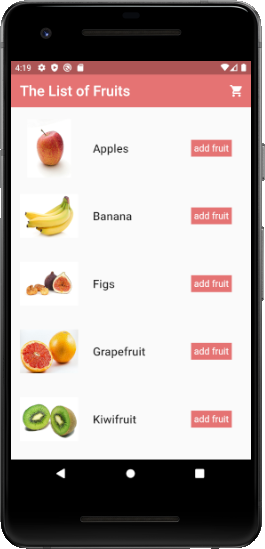 4:19
The List of Fruits
Apples
add fruit
Banana
add fruit
Figs
add fruit
Grapefruit
add fruit
Kiwifruit
add fruit